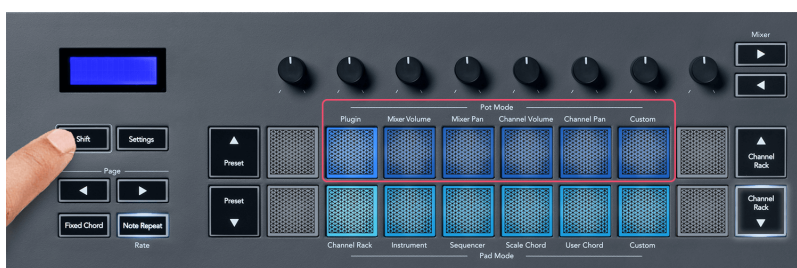 Mixer
Pot Mode
Plugin Mixer Volume Mixer Pan Channel Volume Channel Pan Custom
Shift Settings
Preset
Channel
Rack
Page
Preset
Channel
Rack
Fixed Chord Note Repeat
Rate
Channel Rack Instrument Sequencer Scale Chord User Chord Custom
Pad Mode